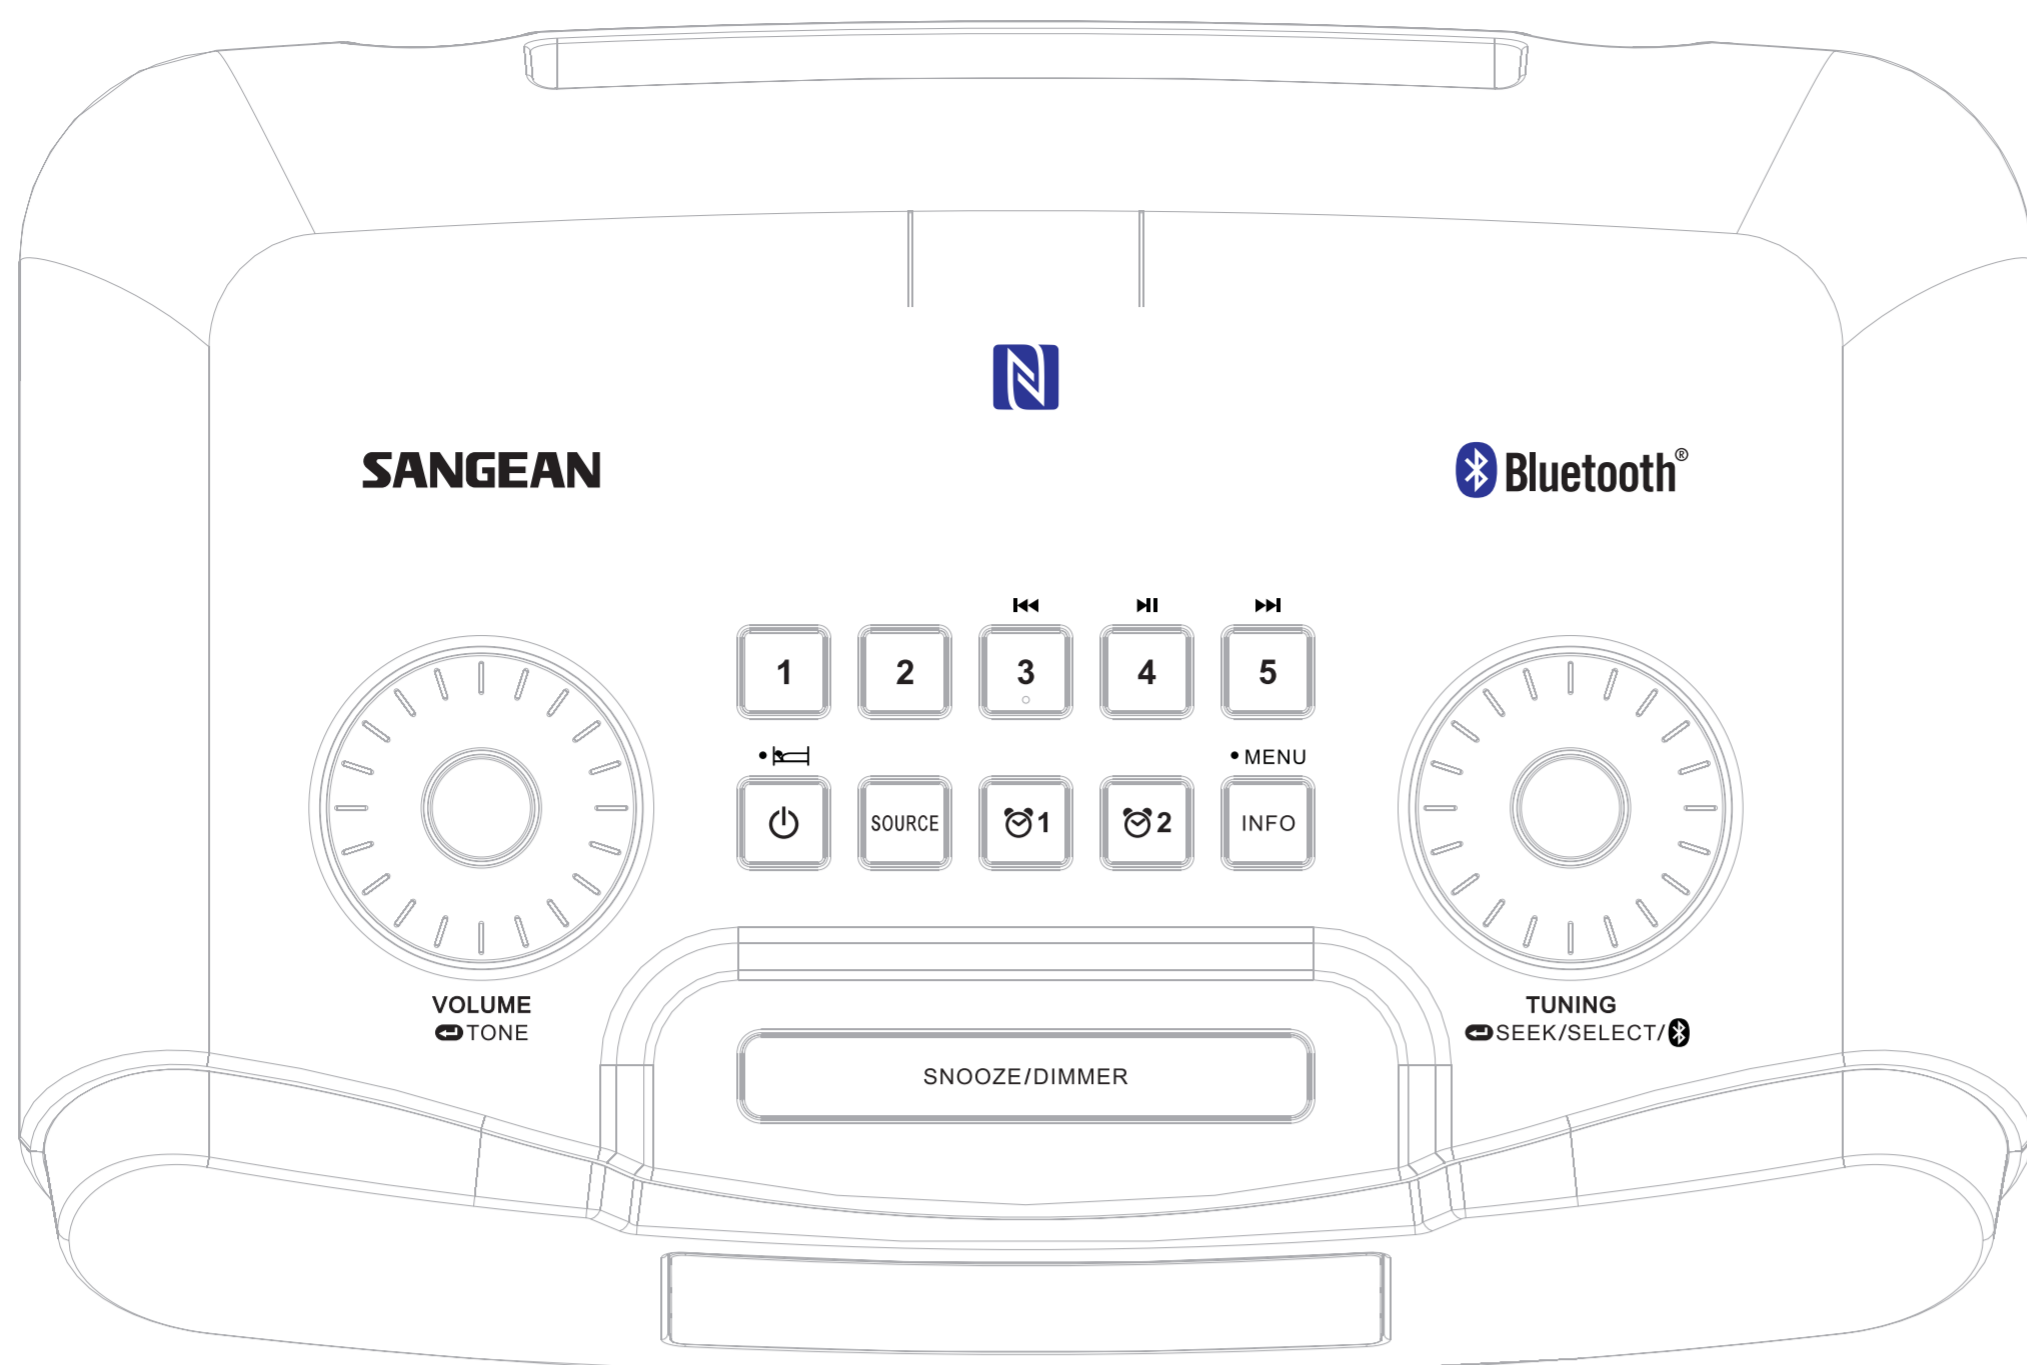 SANGEAN
Bluetooth®
1 2 3 4 5
• MENU
SOURCE 1 2 INFO
VOLUME
TONE
TUNING
SEEK/SELECT/
SNOOZE/DIMMER